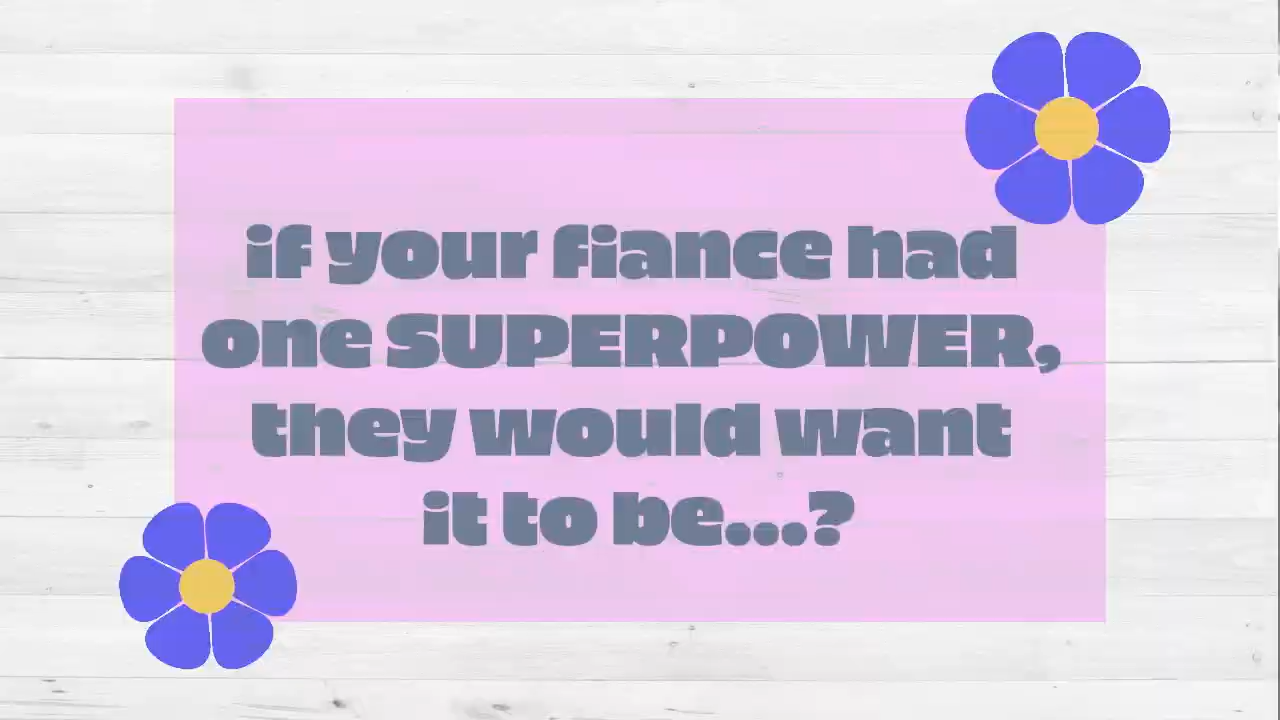 if your fiance had
one SUPERPOWER,
they would want
it to be...?